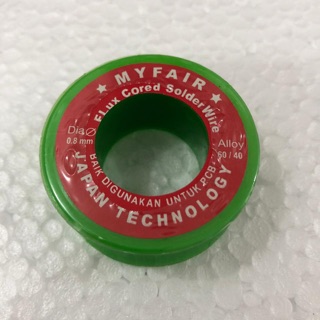 ★ MYFAIR ★
FLux Cored SolderWire
Dia Ø
0.8 mm
Alloy
60 / 40
BAIK DIGUNAKAN UNTUK PCB
JAPAN · TECHNOLOGY